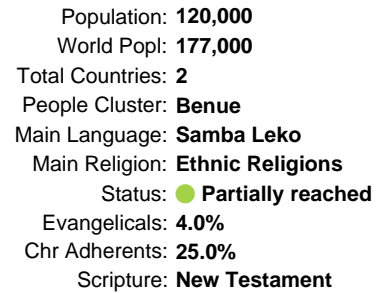 Population: 120,000
World Popl: 177,000
Total Countries: 2
People Cluster: Benue
Main Language: Samba Leko
Main Religion: Ethnic Religions
Status: Partially reached
Evangelicals: 4.0%
Chr Adherents: 25.0%
Scripture: New Testament